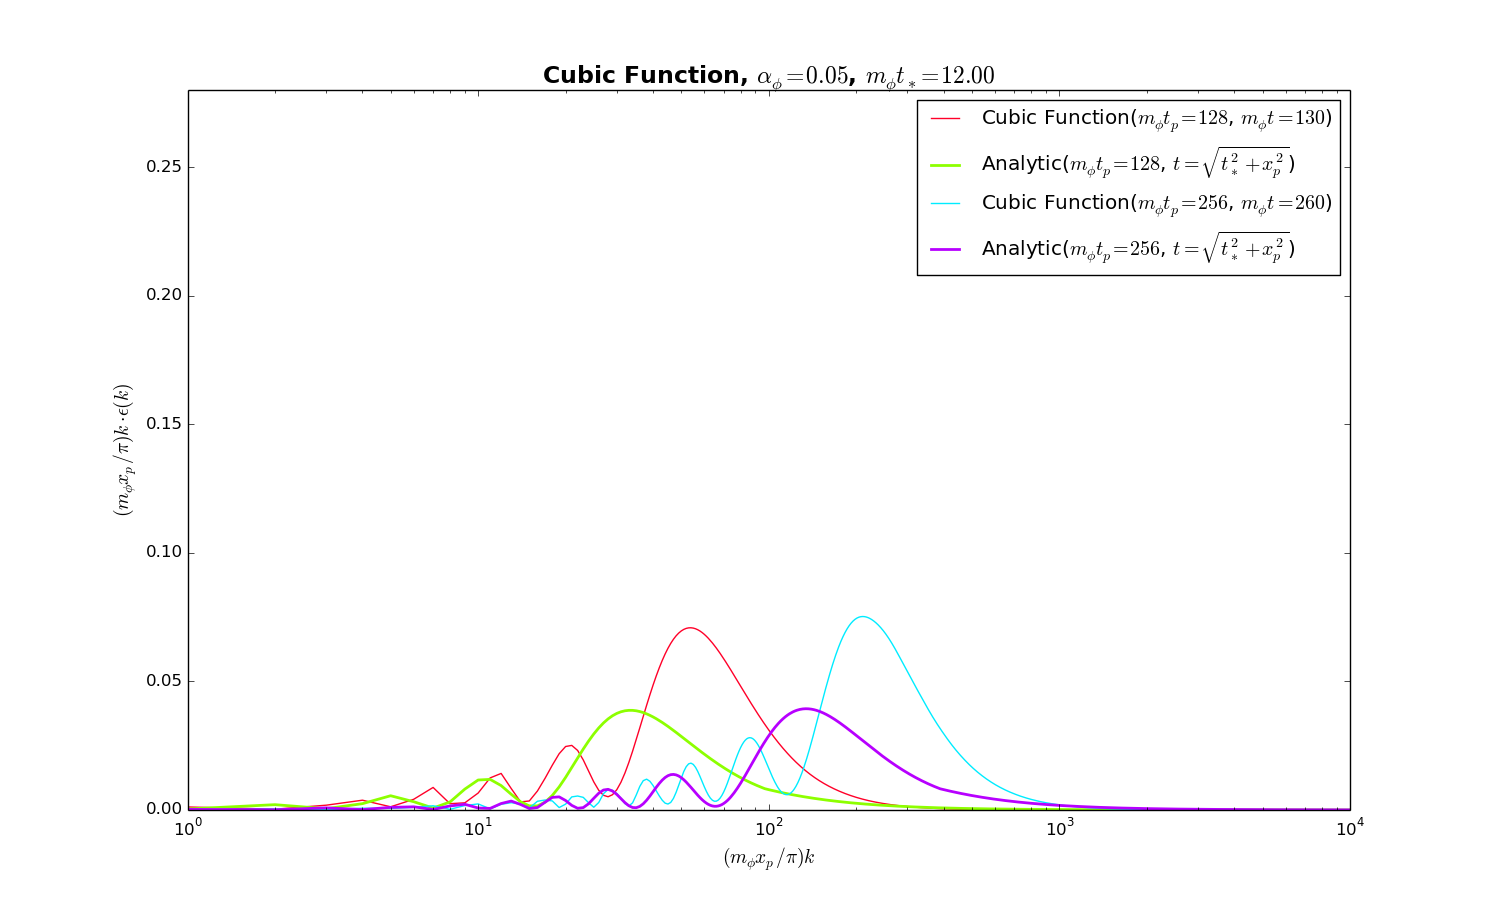 Cubic Function, α_ϕ=0.05, m_ϕt_*=12.00
Cubic Function(m_ϕt_p=128, m_ϕt=130)
Analytic(m_ϕt_p=128, t=√(t_*^2+x_p^2))
Cubic Function(m_ϕt_p=256, m_ϕt=260)
Analytic(m_ϕt_p=256, t=√(t_*^2+x_p^2))
(m_ϕx_p/π)k·ϵ(k)
0.25
0.20
0.15
0.10
0.05
0.00
10^0 10^1 10^2 10^3 10^4
(m_ϕx_p/π)k